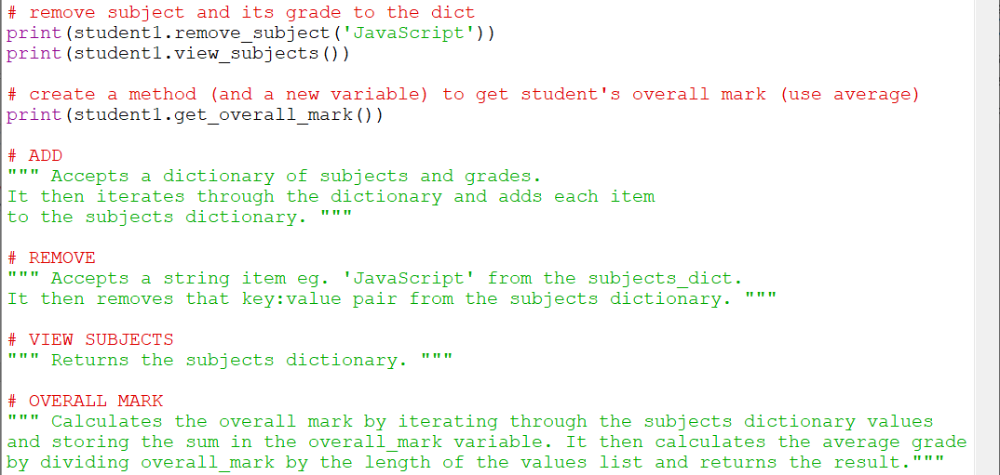 # remove subject and its grade to the dict
print(student1.remove_subject('JavaScript'))
print(student1.view_subjects())
# create a method (and a new variable) to get student's overall mark (use average)
print(student1.get_overall_mark())
# ADD
""" Accepts a dictionary of subjects and grades.
It then iterates through the dictionary and adds each item
to the subjects dictionary. """
# REMOVE
""" Accepts a string item eg. 'JavaScript' from the subjects_dict.
It then removes that key:value pair from the subjects dictionary. """
# VIEW SUBJECTS
""" Returns the subjects dictionary. """
# OVERALL MARK
""" Calculates the overall mark by iterating through the subjects dictionary values
and storing the sum in the overall_mark variable. It then calculates the average grade
by dividing overall_mark by the length of the values list and returns the result."""